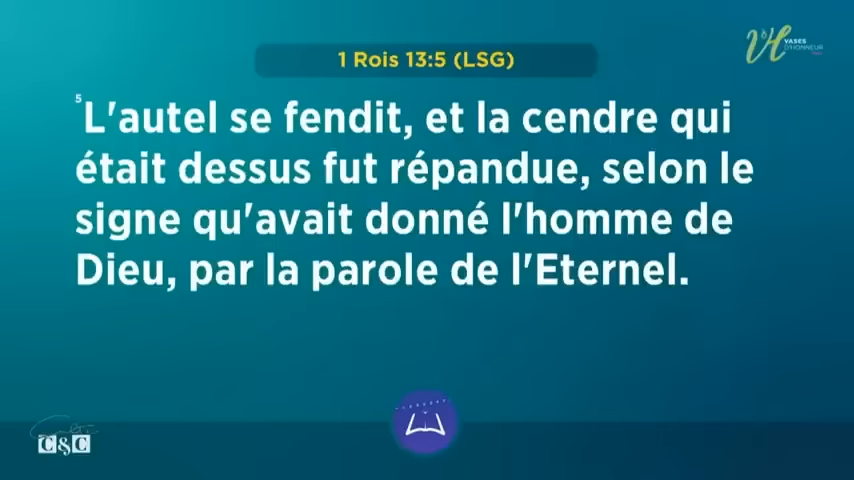 1 Rois 13:5 (LSG)
VASES
D'HONNEUR
5 L'autel se fendit, et la cendre qui
était dessus fut répandue, selon le
signe qu'avait donné l'homme de
Dieu, par la parole de l'Eternel.
C&C